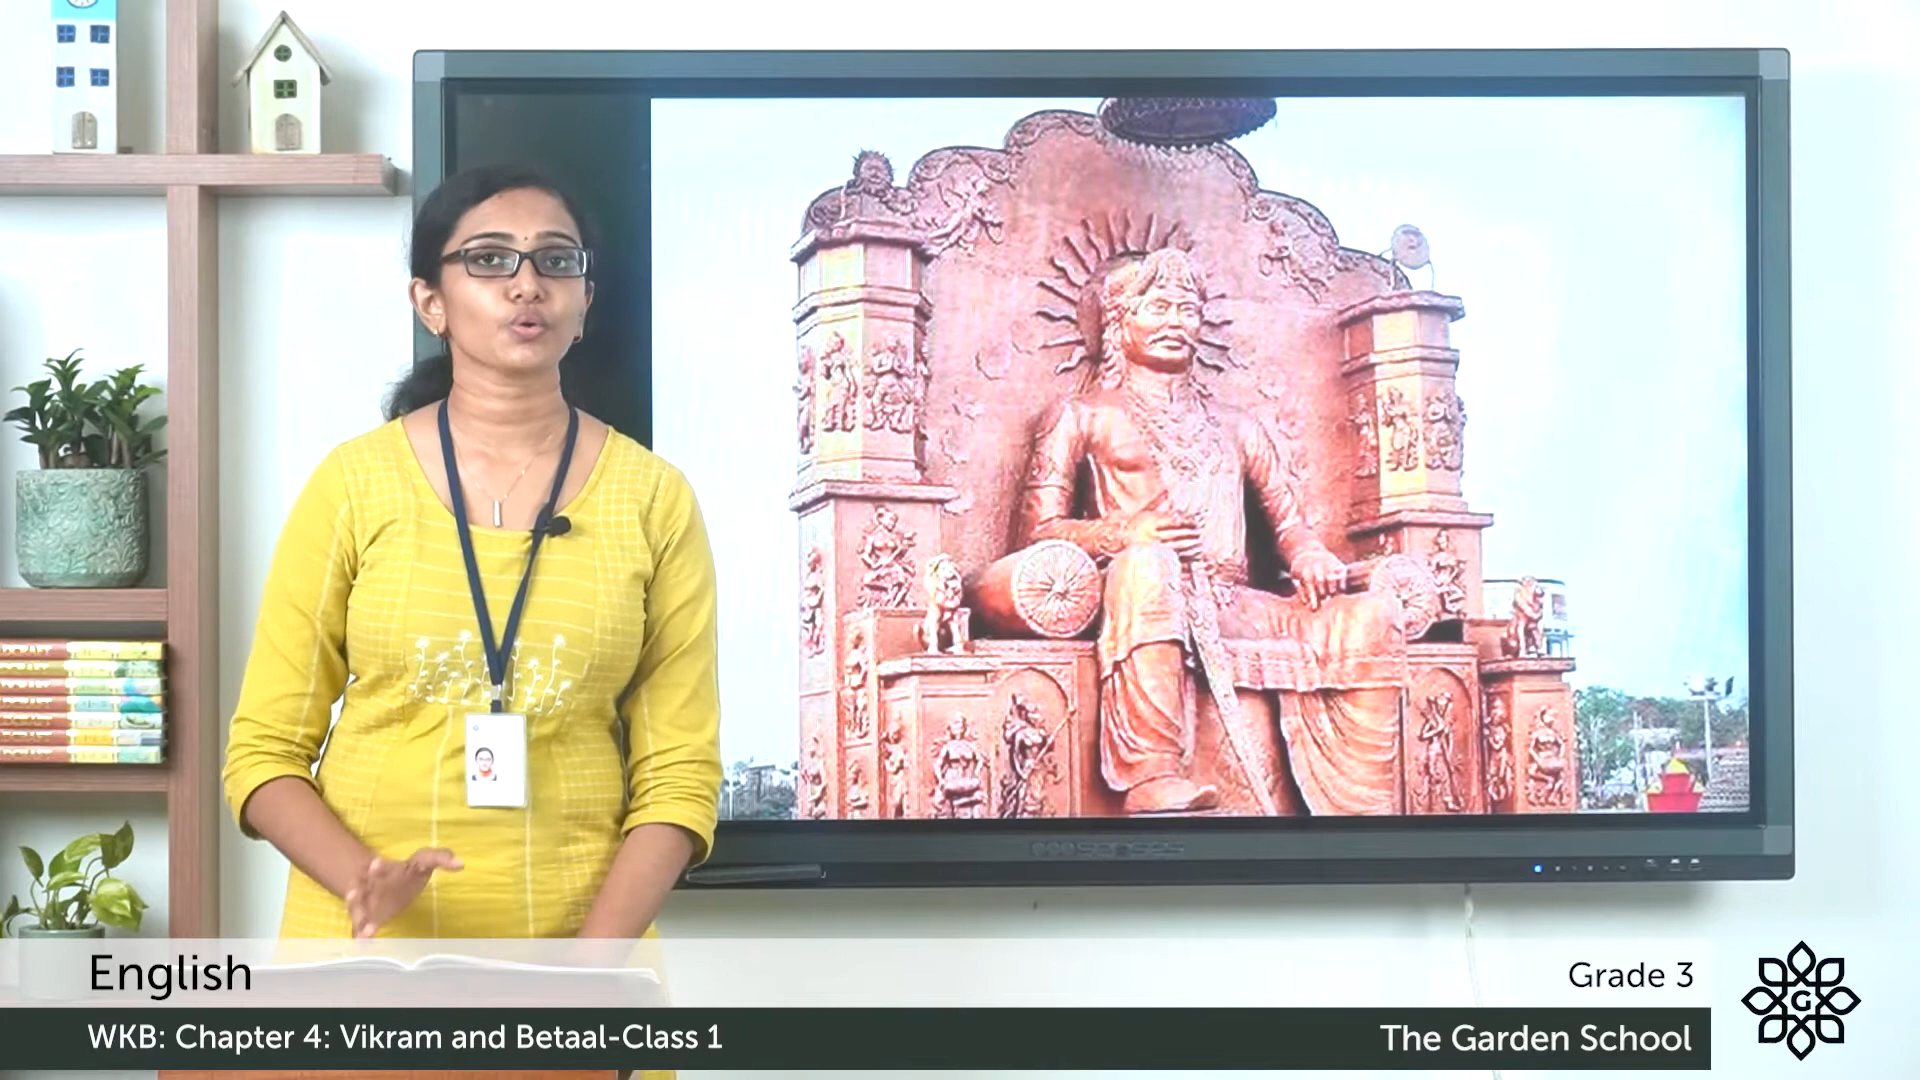 English
Grade 3
WKB: Chapter 4: Vikram and Betaal-Class 1
The Garden School
G